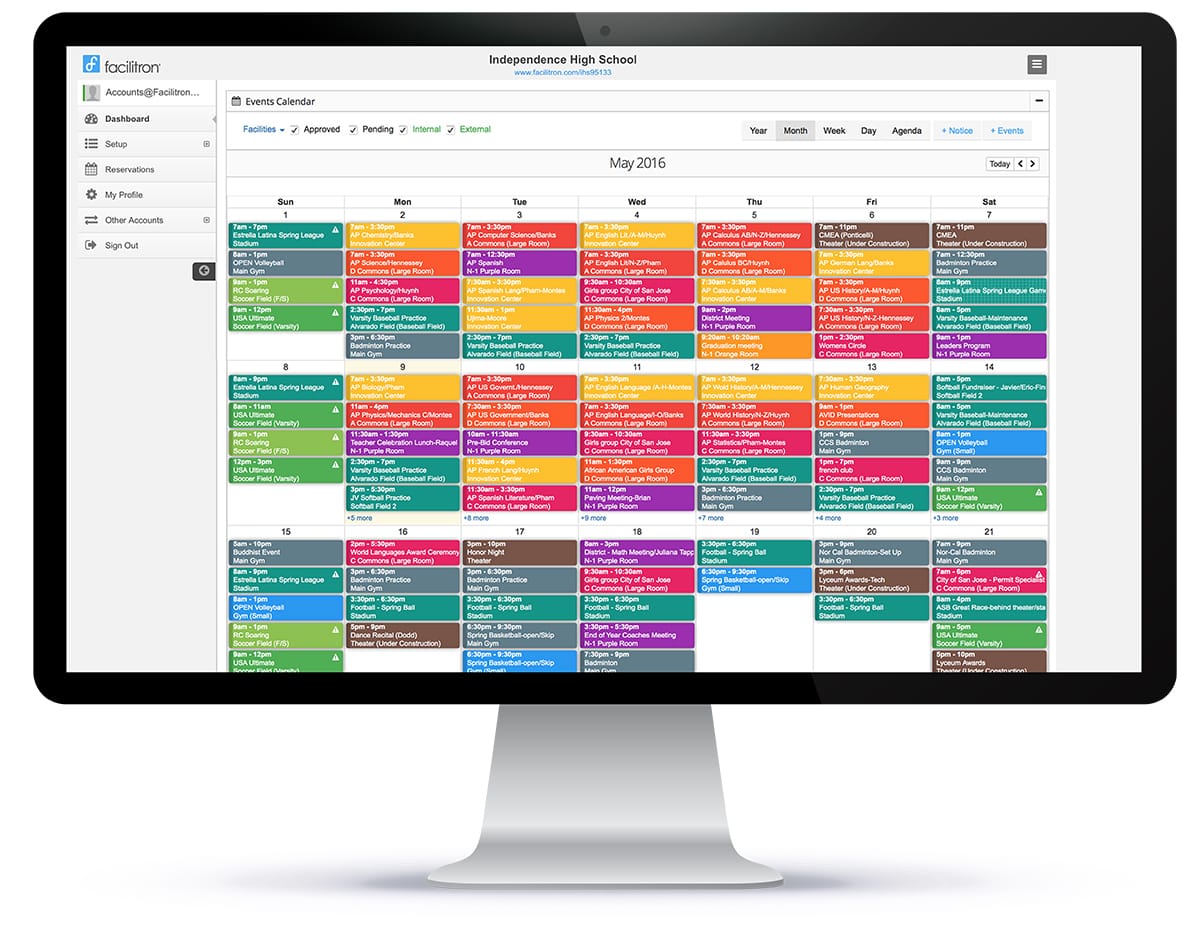 facilitron
Independence High School
www.facilitron.com/ihs95133
Accounts@Facilitron...
Dashboard
Setup
Reservations
My Profile
Other Accounts
Sign Out
Events Calendar
Facilities Approved Pending Internal External
Year Month Week Day Agenda + Notice + Events
May 2016
Today
Sun Mon Tue Wed Thu Fri Sat
1
7am - 7pm
Estrella Latina Spring League
Stadium
8am - 1pm
OPEN Volleyball
Main Gym
9am - 1pm
RC Soaring
Soccer Field (F/S)
9am - 12pm
USA Ultimate
Soccer Field (Varsity)
2
7am - 3:30pm
AP Chemistry/Banks
Innovation Center
7am - 3:30pm
AP Science/Hennessey
D Commons (Large Room)
11am - 4:30pm
AP Psychology/Huynh
C Commons (Large Room)
2:30pm - 7pm
Varsity Baseball Practice
Alvarado Field (Baseball Field)
3pm - 6:30pm
Badminton Practice
Main Gym
3
7am - 3:30pm
AP Computer Science/Banks
A Commons (Large Room)
7am - 12:30pm
AP Spanish
N-1 Purple Room
7:30am - 3:30pm
AP Spanish Lang/Pham-Montes
Innovation Center
11:30am - 1pm
Ujima-Moore
Innovation Center
2:30pm - 7pm
Varsity Baseball Practice
Alvarado Field (Baseball Field)
4
7am - 3:30pm
AP English Lit/A-M/Huynh
Innovation Center
7am - 3:30pm
AP English Lit/N-Z/Pham
A Commons (Large Room)
9:30am - 10:30am
Girls group City of San Jose
C Commons (Large Room)
11:30am - 4pm
AP Physics 2/Montes
D Commons (Large Room)
2:30pm - 7pm
Varsity Baseball Practice
Alvarado Field (Baseball Field)
5
7am - 3:30pm
AP Calculus AB/N-Z/Hennessey
A Commons (Large Room)
7am - 3:30pm
AP Calculus BC/Huynh
D Commons (Large Room)
7:30am - 3:30pm
AP Calculus AB/A-M/Banks
Innovation Center
9am - 2pm
District Meeting
N-1 Purple Room
9:20am - 10:20am
Graduation meeting
N-1 Orange Room
6
7am - 11pm
CMEA (Ponticelli)
Theater (Under Construction)
7am - 3:30pm
AP German Lang/Banks
Innovation Center
7am - 3:30pm
AP US History/A-M/Huynh
D Commons (Large Room)
7:30am - 3:30pm
AP US History/N-Z-Hennessey
A Commons (Large Room)
1pm - 2:30pm
Womens Circle
C Commons (Large Room)
7
7am - 11pm
CMEA
Theater (Under Construction)
7am - 12:30pm
Badminton Practice
Main Gym
8am - 9pm
Estrella Latina Spring League Game
Stadium
8am - 5pm
Varsity Baseball-Maintenance
Alvarado Field (Baseball Field)
9am - 1pm
Leaders Program
N-1 Purple Room
8
8am - 9pm
Estrella Latina Spring League
Stadium
8am - 11am
USA Ultimate
Soccer Field (Varsity)
9am - 1pm
RC Soaring
Soccer Field (F/S)
12pm - 3pm
USA Ultimate
Soccer Field (Varsity)
9
7am - 3:30pm
AP Biology/Pham
Innovation Center
11am - 4pm
AP Physics/Mechanics C/Montes
A Commons (Large Room)
11:30am - 1:30pm
Teacher Celebration Lunch-Raquel
N-1 Purple Room
2:30pm - 7pm
Varsity Baseball Practice
Alvarado Field (Baseball Field)
3pm - 5:30pm
JV Softball Practice
Softball Field 2
+5 more
10
7am - 3:30pm
AP US Governt./Hennessey
A Commons (Large Room)
7:30am - 3:30pm
AP US Government/Banks
D Commons (Large Room)
10am - 11:30am
Pre-Bid Conference
N-1 Purple Room
11:30am - 4pm
AP French Lang/Huynh
Innovation Center
11:30am - 3:30pm
AP Spanish Literature/Pham
C Commons (Large Room)
+8 more
11
7am - 3:30pm
AP English Language /A-H-Montes
Innovation Center
7am - 3:30pm
AP English Language/I-O/Banks
A Commons (Large Room)
9:30am - 10:30am
Girls group City of San Jose
C Commons (Large Room)
11am - 1:30pm
African American Girls Group
D Commons (Large Room)
11am - 12pm
Paving Meeting-Brian
N-1 Purple Room
+9 more
12
7am - 3:30pm
AP Wold History/A-M/Hennessey
Innovation Center
7:30am - 3:30pm
AP World History/N-Z/Huynh
A Commons (Large Room)
11:30am - 3:30pm
AP Statistics/Pham-Montes
C Commons (Large Room)
2:30pm - 7pm
Varsity Baseball Practice
Alvarado Field (Baseball Field)
3pm - 6:30pm
Badminton Practice
Main Gym
+7 more
13
7:30am - 3:30pm
AP Human Geography
Innovation Center
9am - 1pm
AVID Presentations
D Commons (Large Room)
1pm - 9pm
CCS Badminton
Main Gym
1pm - 7pm
french club
C Commons (Large Room)
2:30pm - 7pm
Varsity Baseball Practice
Alvarado Field (Baseball Field)
+4 more
14
8am - 5pm
Softball Fundraiser - Javier/Eric-Fin
Softball Field 2
8am - 5pm
Varsity Baseball-Maintenance
Alvarado Field (Baseball Field)
8am - 1pm
OPEN Volleyball
Gym (Small)
9am - 9pm
CCS Badminton
Main Gym
9am - 12pm
USA Ultimate
Soccer Field (Varsity)
+3 more
15
8am - 10pm
Buddhist Event
Main Gym
8am - 9pm
Estrella Latina Spring League
Stadium
8am - 1pm
OPEN Volleyball
Gym (Small)
9am - 1pm
RC Soaring
Soccer Field (F/S)
9am - 12pm
USA Ultimate
Soccer Field (Varsity)
16
2pm - 5:30pm
World Languages Award Ceremony
C Commons (Large Room)
3pm - 6:30pm
Badminton Practice
Main Gym
3:30pm - 6:30pm
Football - Spring Ball
Stadium
5pm - 9pm
Dance Recital (Dodd)
Theater (Under Construction)
17
3pm - 10pm
Honor Night
Theater
3pm - 6:30pm
Badminton Practice
Main Gym
3:30pm - 6:30pm
Football - Spring Ball
Stadium
6:30pm - 9:30pm
Spring Basketball-open/Skip
Main Gym
6:30pm - 9:30pm
Spring Basketball-open/Skip
Gym (Small)
18
8am - 3pm
District - Math Meeting/Juliana Tapp
N-1 Purple Room
9:30am - 10:30am
Girls group City of San Jose
C Commons (Large Room)
3:30pm - 6:30pm
Football - Spring Ball
Stadium
3:30pm - 5:30pm
End of Year Coaches Meeting
N-1 Purple Room
7:30pm - 9pm
Badminton
Main Gym
19
3:30pm - 6:30pm
Football - Spring Ball
Stadium
6:30pm - 9:30pm
Spring Basketball-open/Skip
Gym (Small)
20
3pm - 9pm
Nor Cal Badminton-Set Up
Main Gym
3pm - 6pm
Lyceum Awards-Tech
Theater (Under Construction)
3:30pm - 6:30pm
Football - Spring Ball
Stadium
21
7am - 9pm
Nor-Cal Badminton
Main Gym
7am - 6pm
City of San Jose - Permit Specialist
C Commons (Large Room)
8am - 4pm
ASB Great Race-behind theater/sta
Stadium
9am - 5pm
USA Ultimate
Soccer Field (Varsity)
5pm - 10pm
Lyceum Awards
Theater (Under Construction)